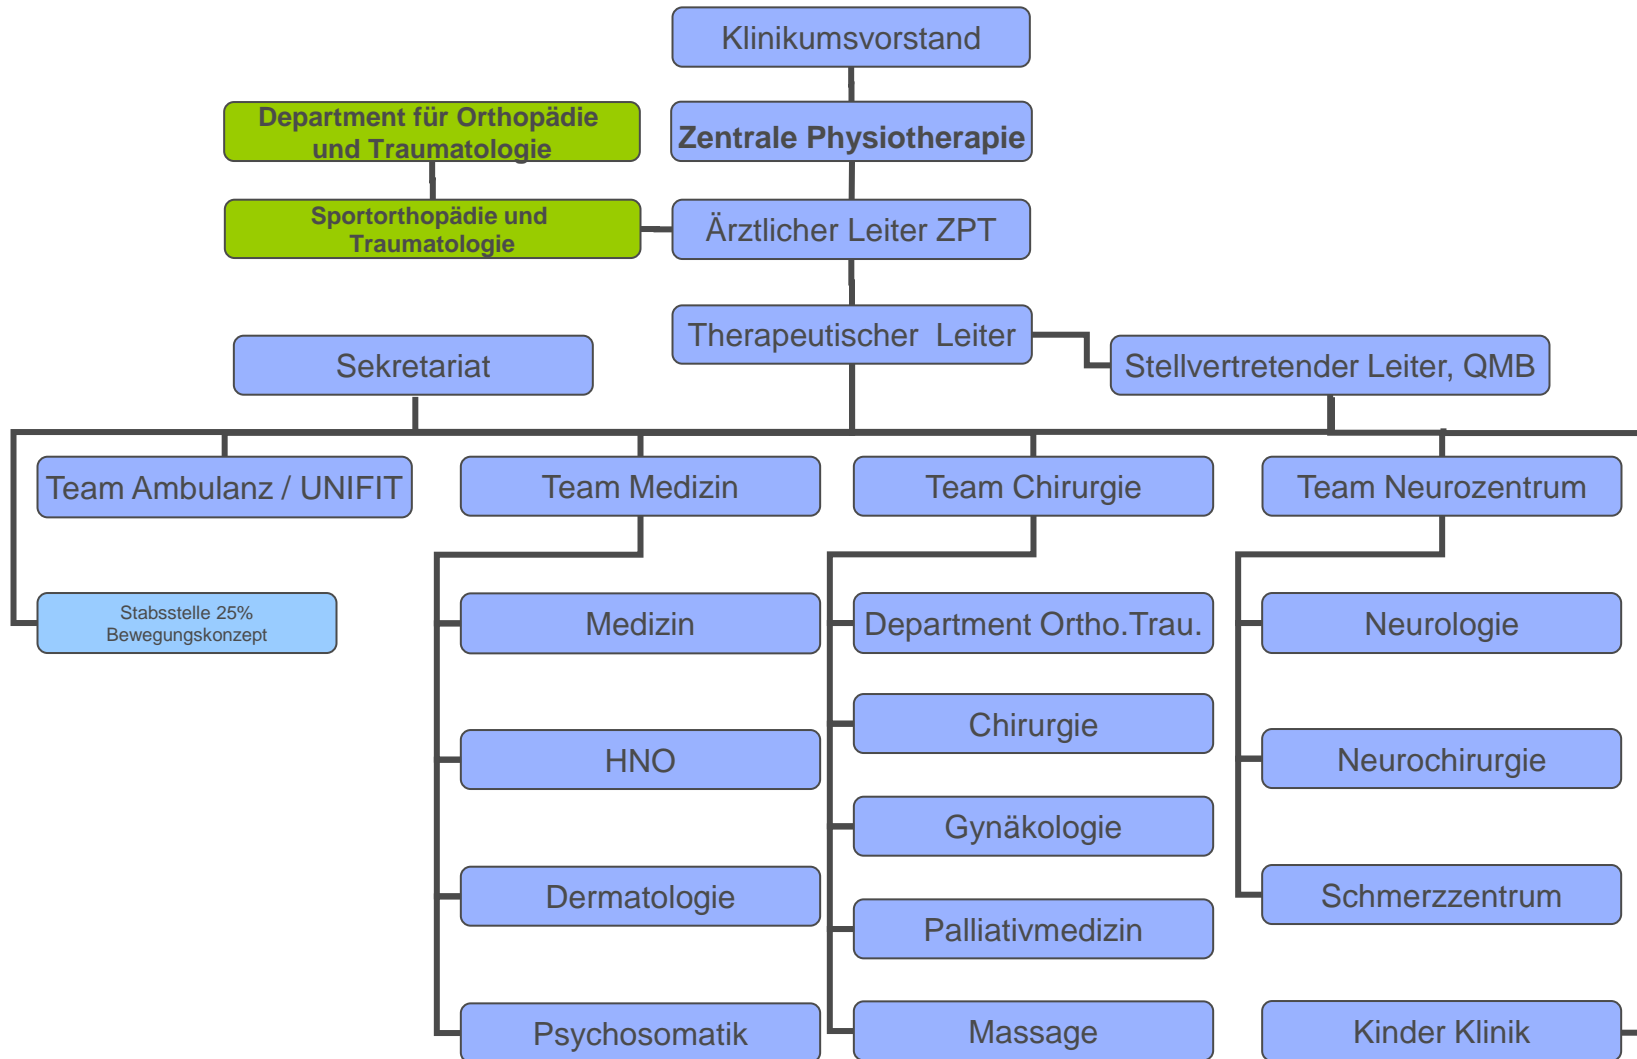 Klinikumsvorstand
Department für Orthopädie
und Traumatologie
Zentrale Physiotherapie
Sportorthopädie und
Traumatologie
Ärztlicher Leiter ZPT
Therapeutischer Leiter
Sekretariat
Stellvertretender Leiter, QMB
Team Ambulanz / UNIFIT
Team Medizin
Team Chirurgie
Team Neurozentrum
Stabsstelle 25%
Bewegungskonzept
Medizin
Department Ortho.Trau.
Neurologie
Chirurgie
HNO
Neurochirurgie
Gynäkologie
Dermatologie
Schmerzzentrum
Palliativmedizin
Psychosomatik
Massage
Kinder Klinik